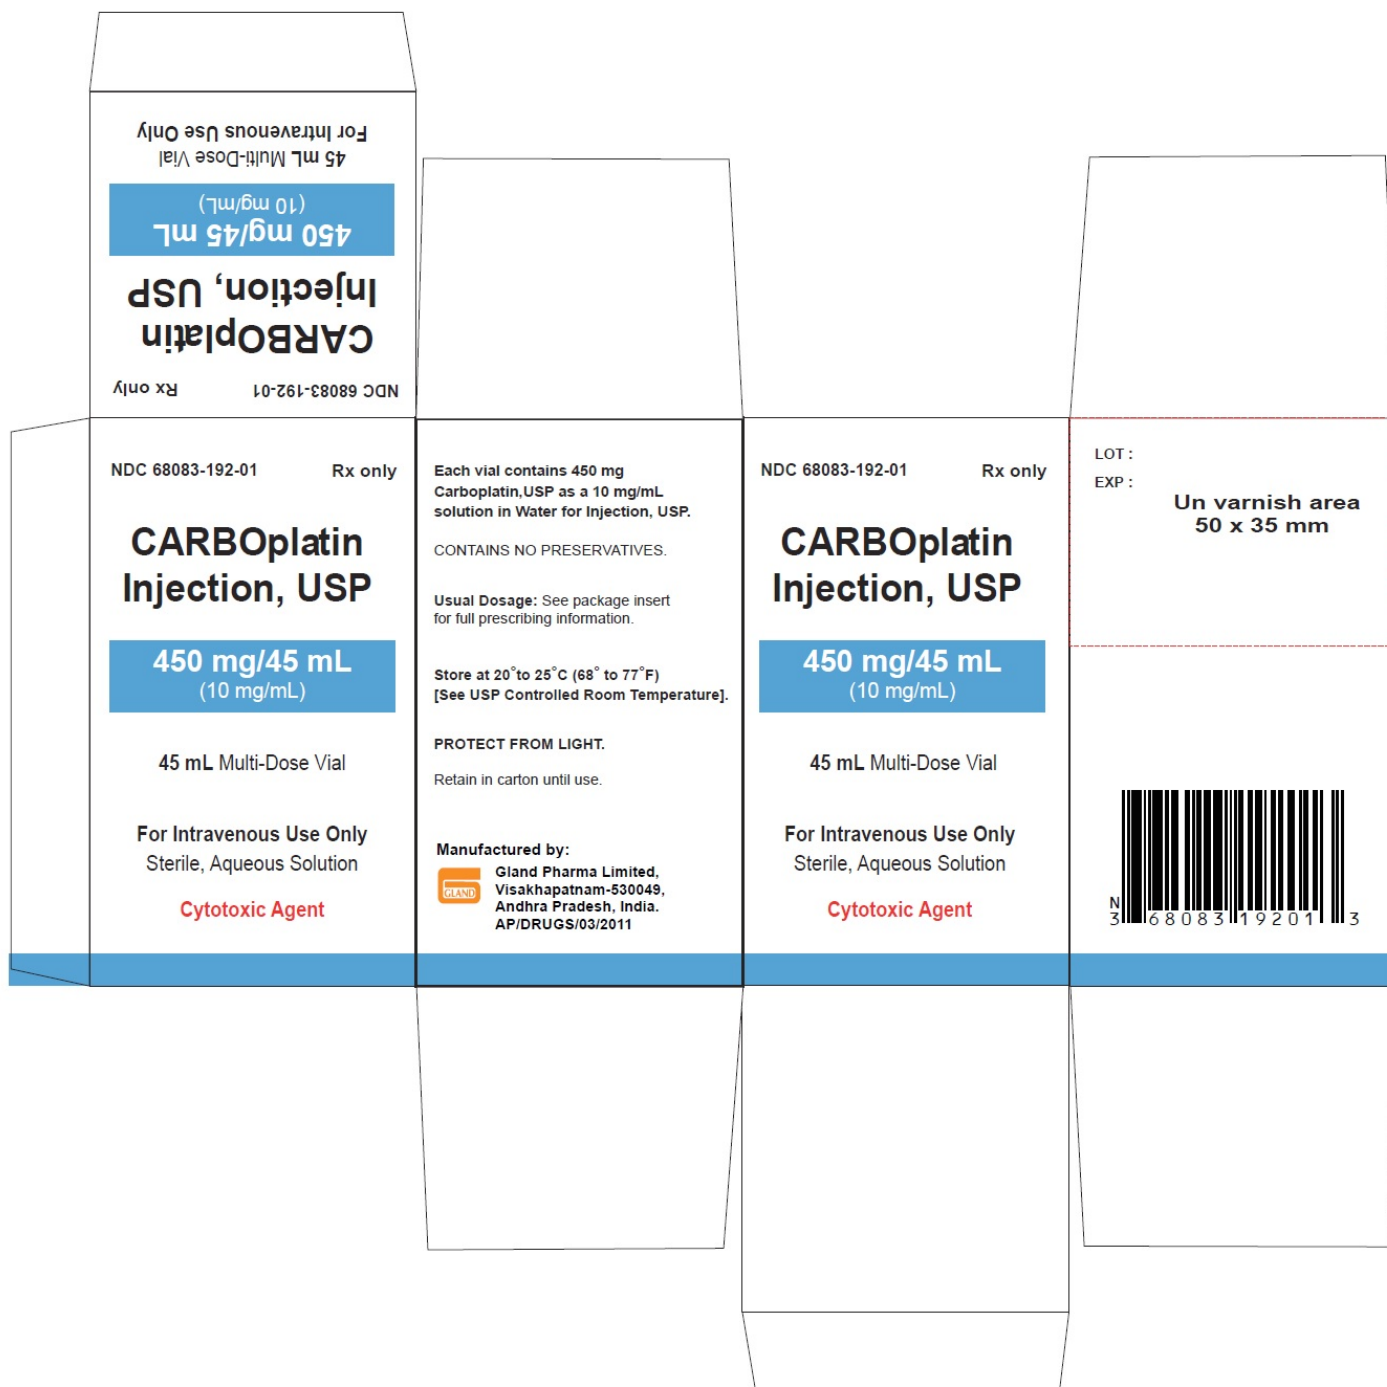 For Intravenous Use Only
45 mL Multi-Dose Vial
450 mg/45 mL
(10 mg/mL)
CARBOplatin
Injection, USP
NDC 68083-192-01 Rx only
NDC 68083-192-01 Rx only
CARBOplatin
Injection, USP
450 mg/45 mL
(10 mg/mL)
45 mL Multi-Dose Vial
For Intravenous Use Only
Sterile, Aqueous Solution
Cytotoxic Agent
Each vial contains 450 mg
Carboplatin,USP as a 10 mg/mL
solution in Water for Injection, USP.
CONTAINS NO PRESERVATIVES.
Usual Dosage: See package insert
for full prescribing information.
Store at 20°to 25°C (68° to 77°F)
[See USP Controlled Room Temperature].
PROTECT FROM LIGHT.
Retain in carton until use.
Manufactured by:
GLAND
Gland Pharma Limited,
Visakhapatnam-530049,
Andhra Pradesh, India.
AP/DRUGS/03/2011
NDC 68083-192-01 Rx only
CARBOplatin
Injection, USP
450 mg/45 mL
(10 mg/mL)
45 mL Multi-Dose Vial
For Intravenous Use Only
Sterile, Aqueous Solution
Cytotoxic Agent
LOT :
EXP :
Un varnish area
50 x 35 mm
N
3 68083 19201 3